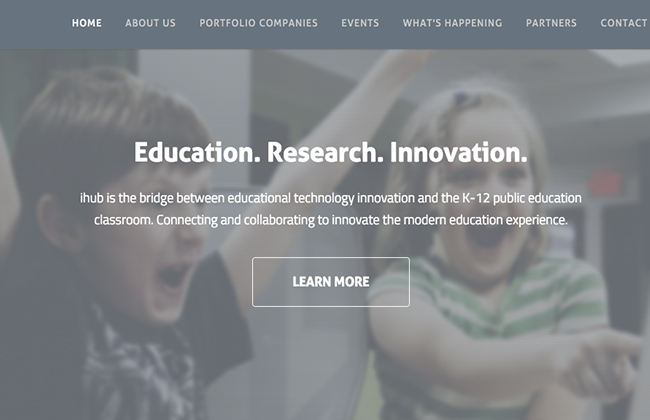 HOME ABOUT US PORTFOLIO COMPANIES EVENTS WHAT'S HAPPENING PARTNERS CONTACT
Education. Research. Innovation.
ihub is the bridge between educational technology innovation and the K-12 public education
classroom. Connecting and collaborating to innovate the modern education experience.
LEARN MORE